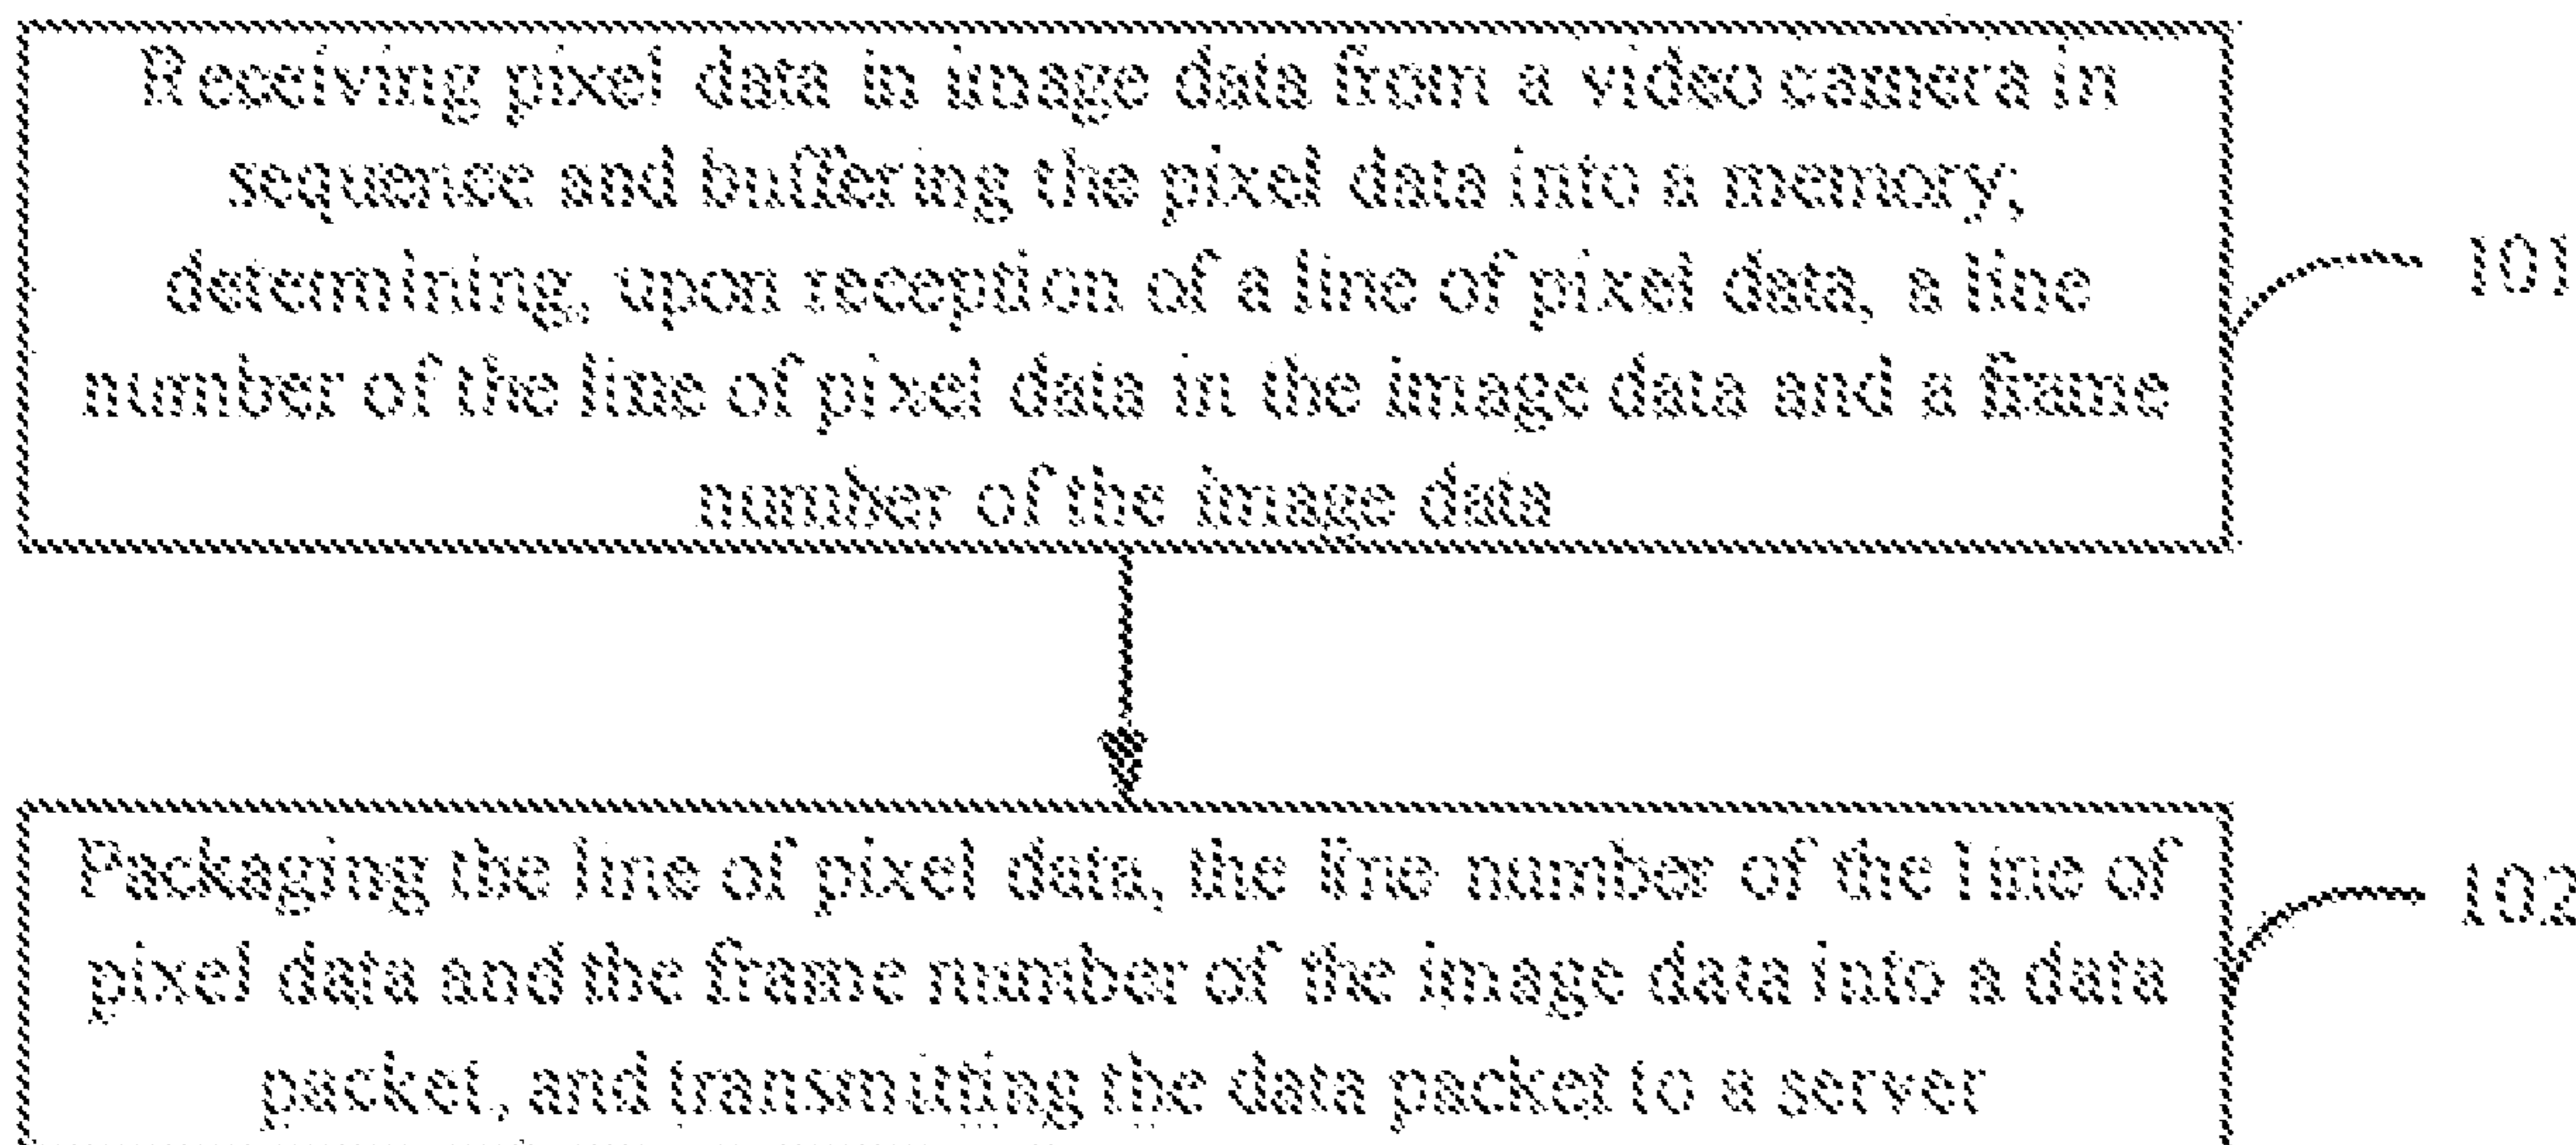 Receiving pixel data in image data from a video camera in
sequence and buffering the pixel data into a memory;
determining, upon reception of a line of pixel data, a line
number of the line of pixel data in the image data and a frame
number of the image data
101
Packaging the line of pixel data, the line number of the line of
pixel data and the frame number of the image data into a data
packet, and transmitting the data packet to a server
102